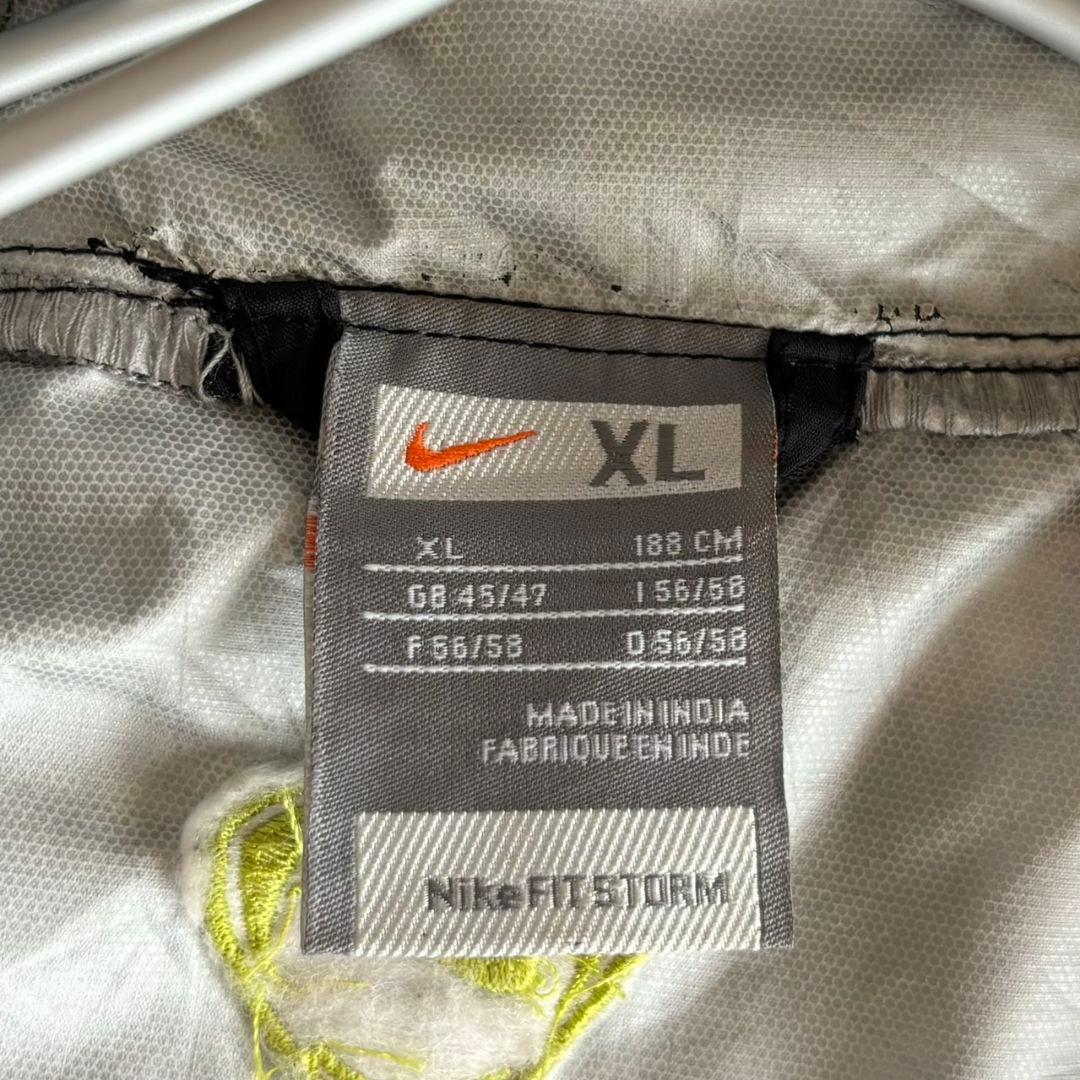 XL
XL 188 CM
GB 45/47 I 56/58
F 56/58 D 56/58
MADE IN INDIA
FABRIQUE EN INDE
NikeFIT STORM